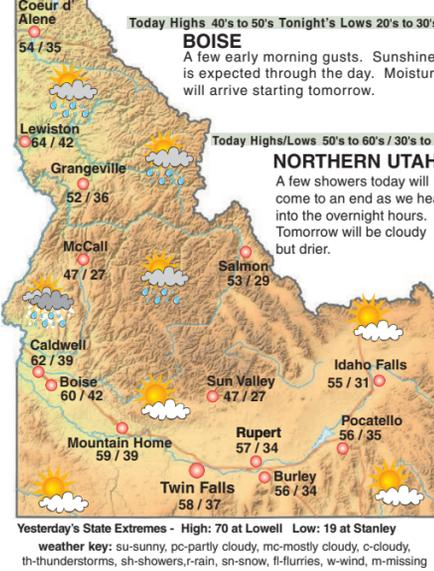 Coeur d'
Alene
54 / 35
Today Highs 40's to 50's Tonight's Lows 20's to 30's
BOISE
A few early morning gusts. Sunshine
is expected through the day. Moistur
will arrive starting tomorrow.
Lewiston
64 / 42
Grangeville
52 / 36
Today Highs/Lows 50's to 60's / 30's to
NORTHERN UTAH
A few showers today will
come to an end as we hea
into the overnight hours.
Tomorrow will be cloudy
but drier.
McCall
47 / 27
Salmon
53 / 29
Caldwell
62 / 39
Boise
60 / 42
Sun Valley
47 / 27
Idaho Falls
55 / 31
Mountain Home
59 / 39
Rupert
57 / 34
Pocatello
56 / 35
Twin Falls
58 / 37
Burley
56 / 34
Yesterday's State Extremes - High: 70 at Lowell Low: 19 at Stanley
weather key: su-sunny, pc-partly cloudy, mc-mostly cloudy, c-cloudy,
th-thunderstorms, sh-showers,r-rain, sn-snow, fl-flurries, w-wind, m-missing